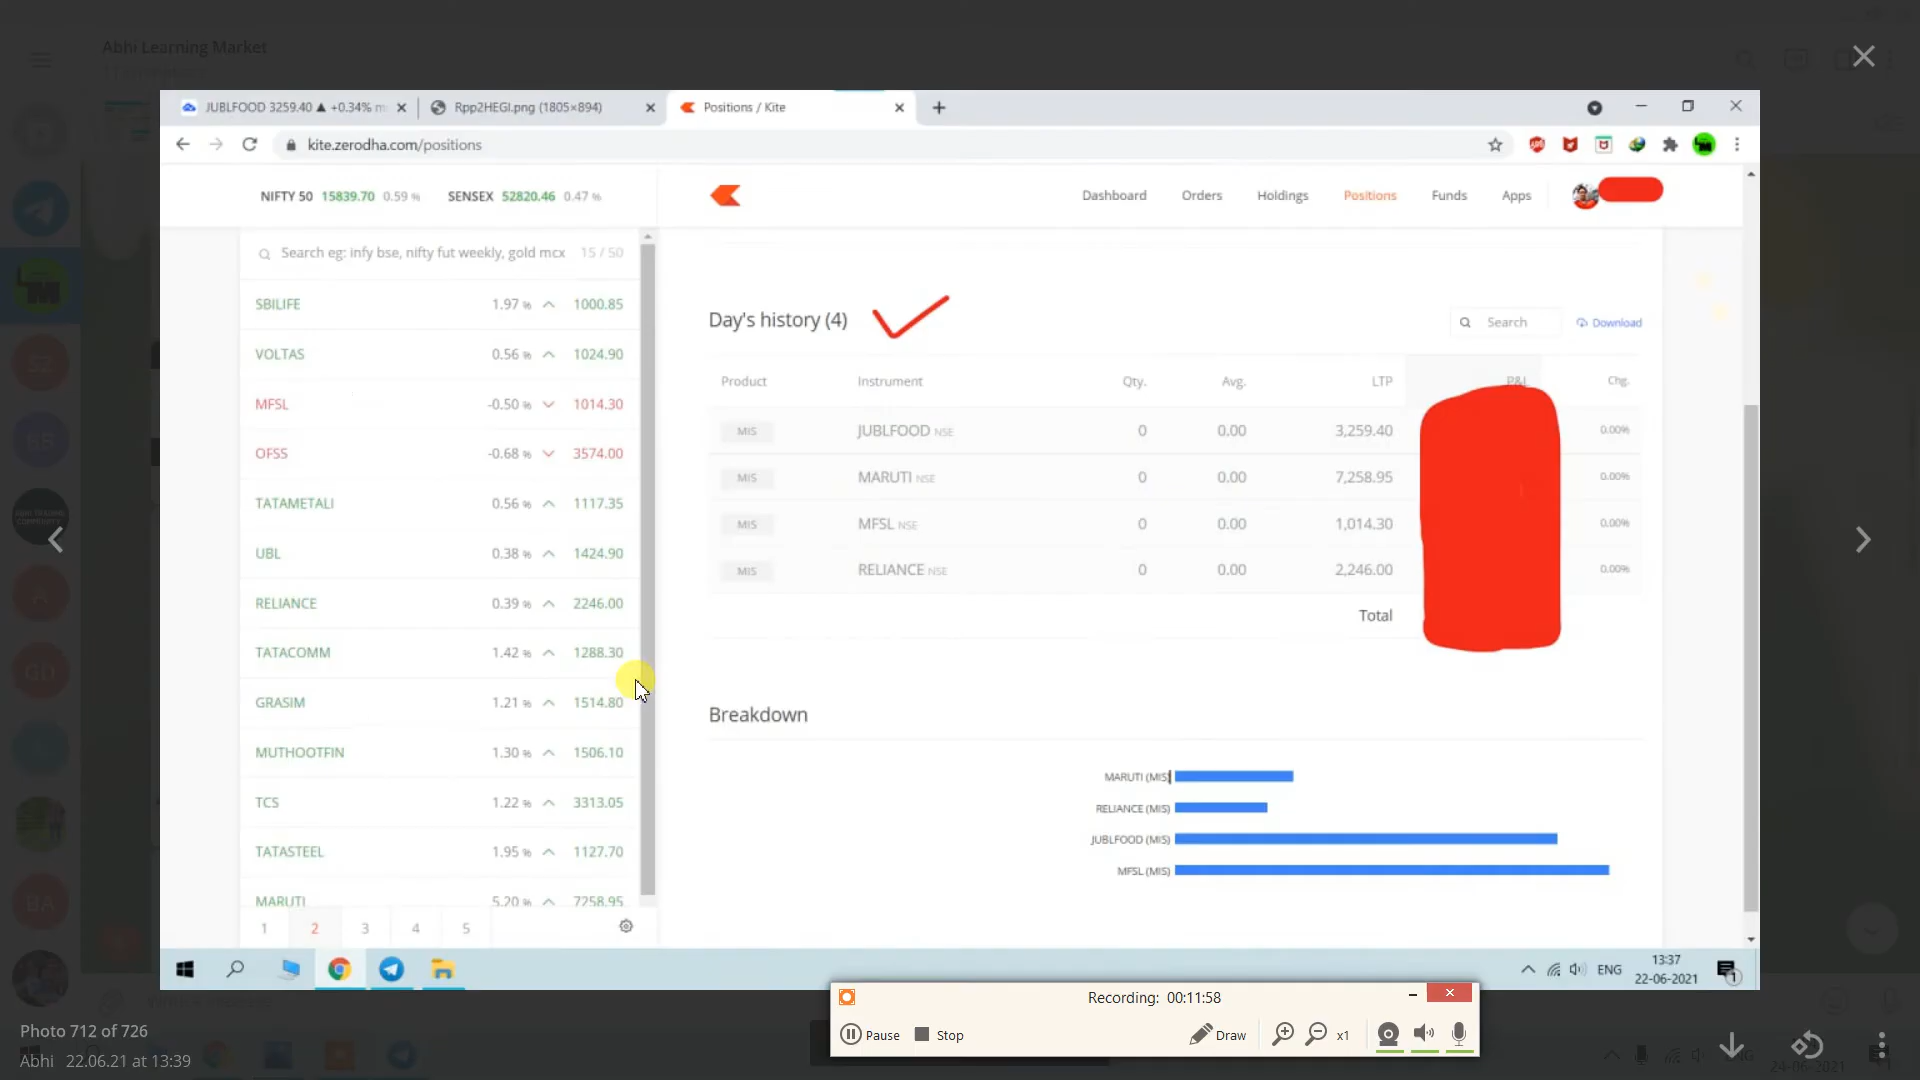 Abhi Learning Market
JUBLFOOD 3259.40 ▲ +0.34%
Rpp2HEGI.png (1805×894)
Positions / Kite
kite.zerodha.com/positions
NIFTY 50 15839.70 0.59 %
SENSEX 52820.46 0.47 %
Dashboard
Orders
Holdings
Positions
Funds
Apps
Search eg: infy bse, nifty fut weekly, gold mcx 15 / 50
SBILIFE 1.97 % 1000.85
VOLTAS 0.56 % 1024.90
MFSL -0.50 % 1014.30
OFSS -0.68 % 3574.00
TATAMETALI 0.56 % 1117.35
UBL 0.38 % 1424.90
RELIANCE 0.39 % 2246.00
TATACOMM 1.42 % 1288.30
GRASIM 1.21 % 1514.80
MUTHOOTFIN 1.30 % 1506.10
TCS 1.22 % 3313.05
TATASTEEL 1.95 % 1127.70
MARUTI 5.20 % 7258.95
1 2 3 4 5
Day's history (4)
Search
Download
Product Instrument Qty. Avg. LTP P&L Chg.
MIS JUBLFOOD NSE 0 0.00 3,259.40 0.00%
MIS MARUTI NSE 0 0.00 7,258.95 0.00%
MIS MFSL NSE 0 0.00 1,014.30 0.00%
MIS RELIANCE NSE 0 0.00 2,246.00 0.00%
Total
Breakdown
MARUTI (MIS)
RELIANCE (MIS)
JUBLFOOD (MIS)
MFSL (MIS)
ENG
13:37
22-06-2021
1
Recording: 00:11:58
Pause
Stop
Draw
x1
Photo 712 of 726
Abhi 22.06.21 at 13:39
24-06-2021